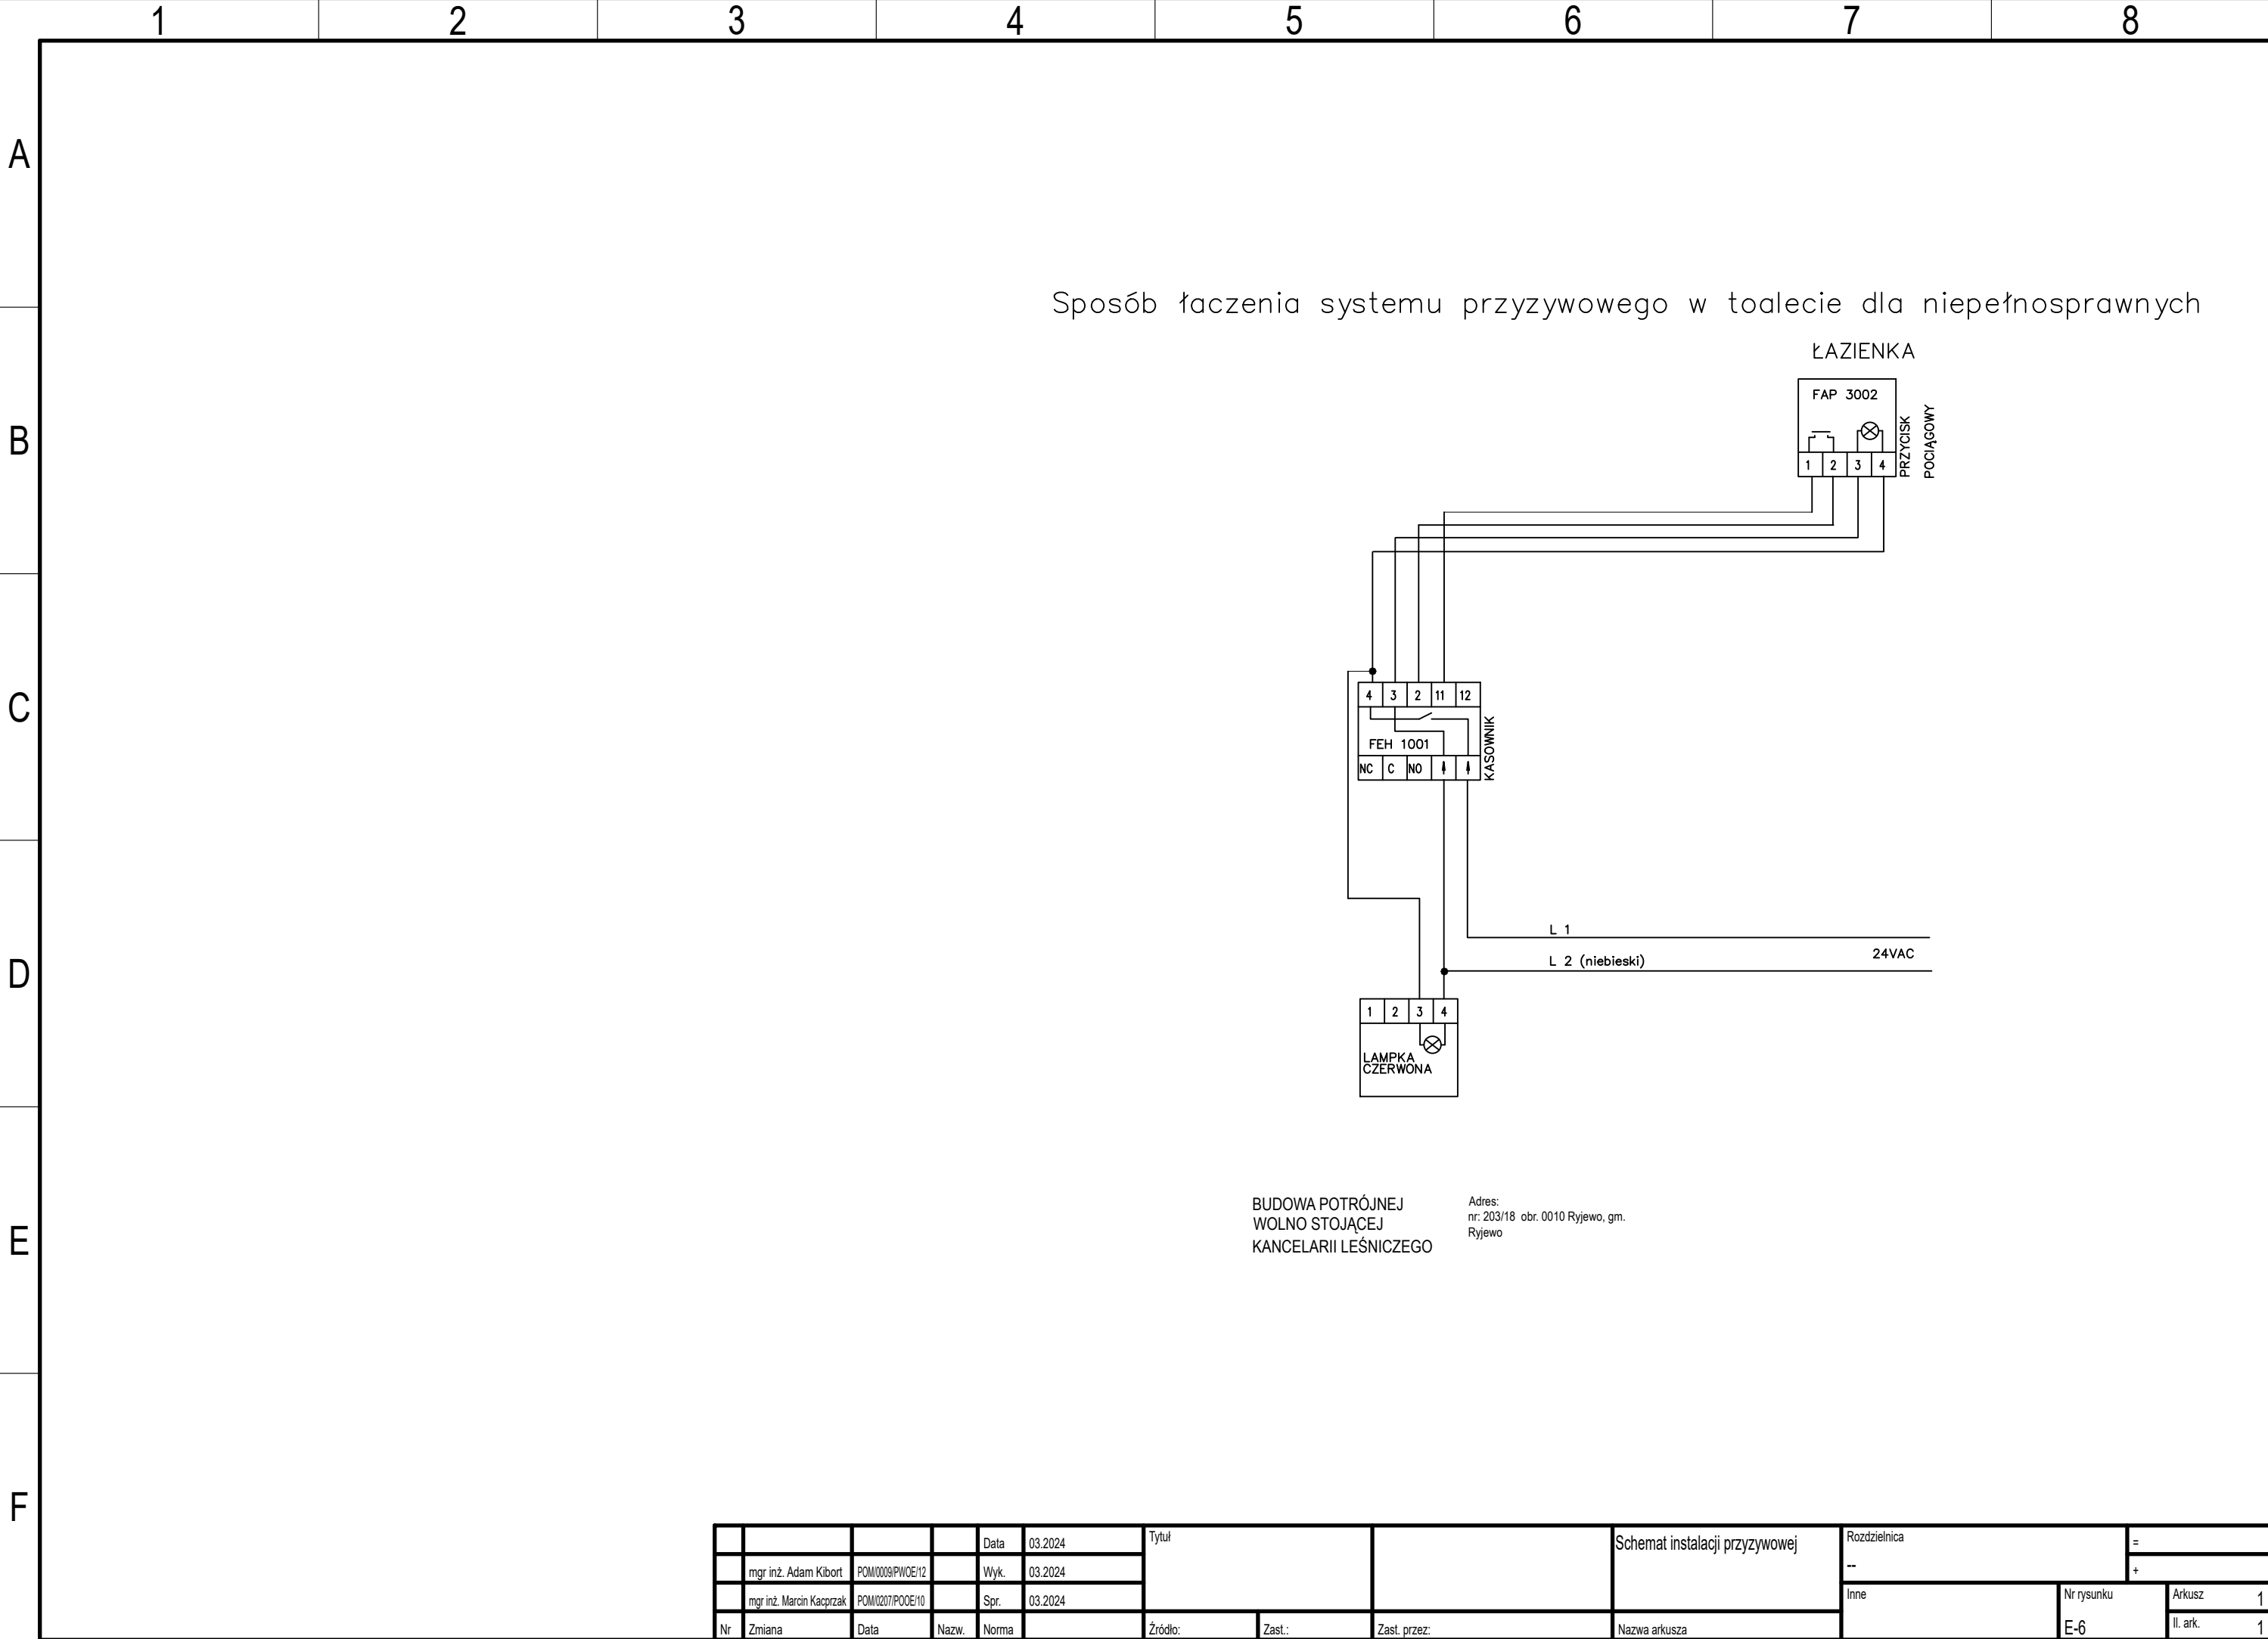 1 2 3 4 5 6 7 8
A
B
C
D
E
F
Sposób łaczenia systemu przyzywowego w toalecie dla niepełnosprawnych
ŁAZIENKA
FAP 3002
1 2 3 4
PRZYCISK
POCIĄGOWY
4 3 2 11 12
FEH 1001
NC C NO
KASOWNIK
L 1
24VAC
L 2 (niebieski)
1 2 3 4
LAMPKA
CZERWONA
BUDOWA POTRÓJNEJ
WOLNO STOJĄCEJ
KANCELARII LEŚNICZEGO
Adres:
nr: 203/18 obr. 0010 Ryjewo, gm.
Ryjewo
Data 03.2024
mgr inż. Adam Kibort POM/0009/PWOE/12 Wyk. 03.2024
mgr inż. Marcin Kacprzak POM/0207/POOE/10 Spr. 03.2024
Nr Zmiana Data Nazw. Norma
Tytuł
Źródło: Zast.: Zast. przez:
Schemat instalacji przyzywowej
Nazwa arkusza
Rozdzielnica
--
=
+
Inne
Nr rysunku
E-6
Arkusz 1
Il. ark. 1